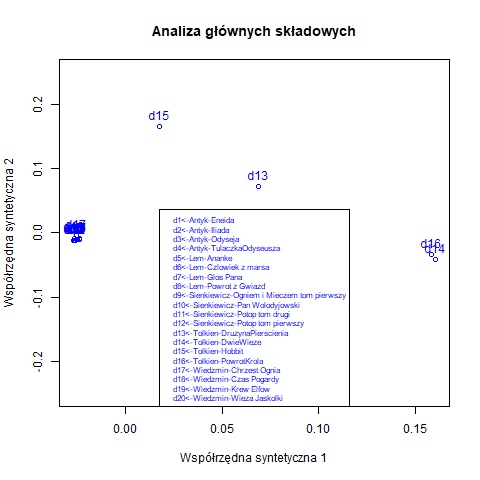 Analiza głównych składowych
Współrzędna syntetyczna 2
0.2
0.1
0.0
-0.1
-0.2
d15
d13
d17
d16
d14
d1<-Antyk-Eneida
d2<-Antyk-Iliada
d3<-Antyk-Odyseja
d4<-Antyk-TulaczkaOdyseusza
d5<-Lem-Ananke
d6<-Lem-Czlowiek z marsa
d7<-Lem-Glos Pana
d8<-Lem-Powrot z Gwiazd
d9<-Sienkiewicz-Ogniem i Mieczem tom pierwszy
d10<-Sienkiewicz-Pan Wolodyjowski
d11<-Sienkiewicz-Potop tom drugi
d12<-Sienkiewicz-Potop tom pierwszy
d13<-Tolkien-DruzynaPierscienia
d14<-Tolkien-DwieWieze
d15<-Tolkien-Hobbit
d16<-Tolkien-PowrotKrola
d17<-Wiedzmin-Chrzest Ognia
d18<-Wiedzmin-Czas Pogardy
d19<-Wiedzmin-Krew Elfow
d20<-Wiedzmin-Wieza Jaskolki
0.00 0.05 0.10 0.15
Współrzędna syntetyczna 1